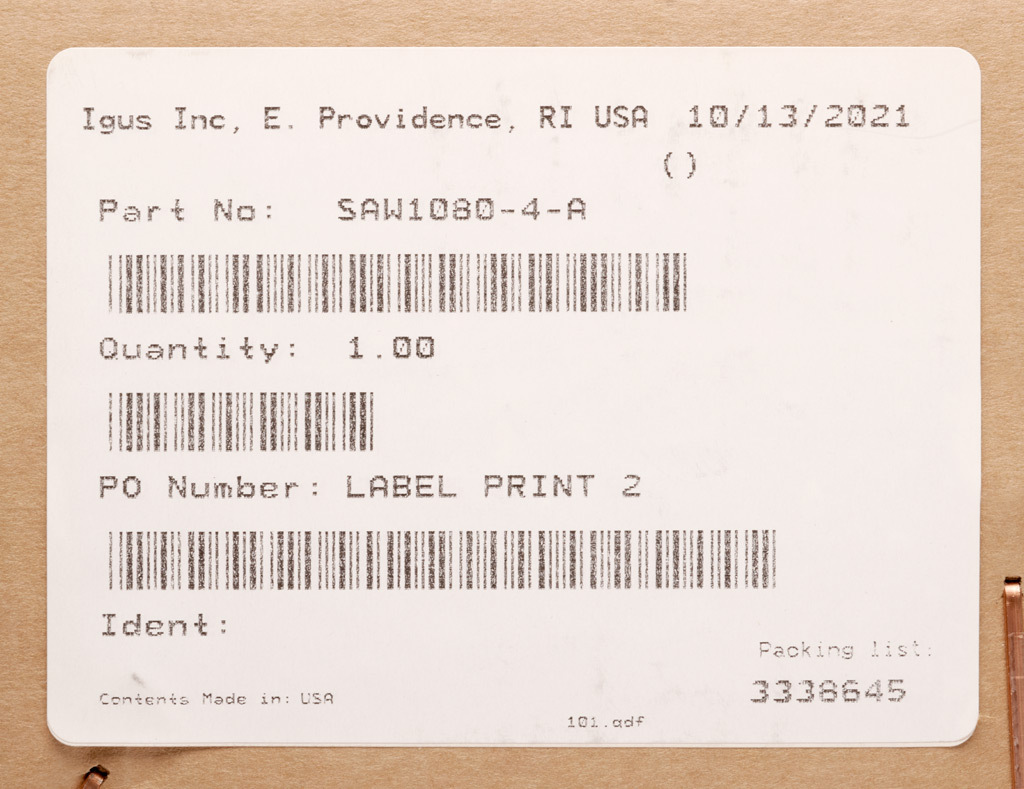 Igus Inc, E. Providence, RI USA 10/13/2021
()
Part No: SAW1080-4-A
Quantity: 1.00
PO Number: LABEL PRINT 2
Ident:
Packing list:
3338645
Contents Made in: USA
101.adf